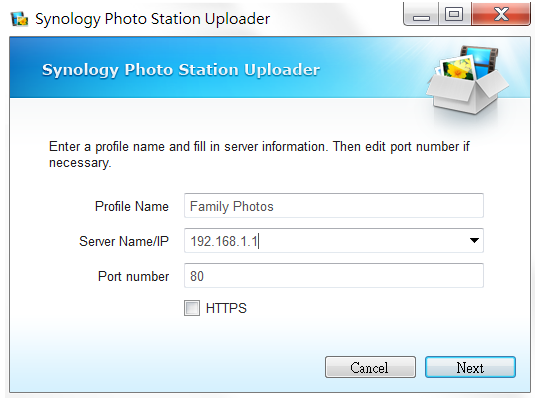 Synology Photo Station Uploader
Synology Photo Station Uploader
Enter a profile name and fill in server information. Then edit port number if
necessary.
Profile Name Family Photos
Server Name/IP 192.168.1.1
Port number 80
HTTPS
Cancel Next